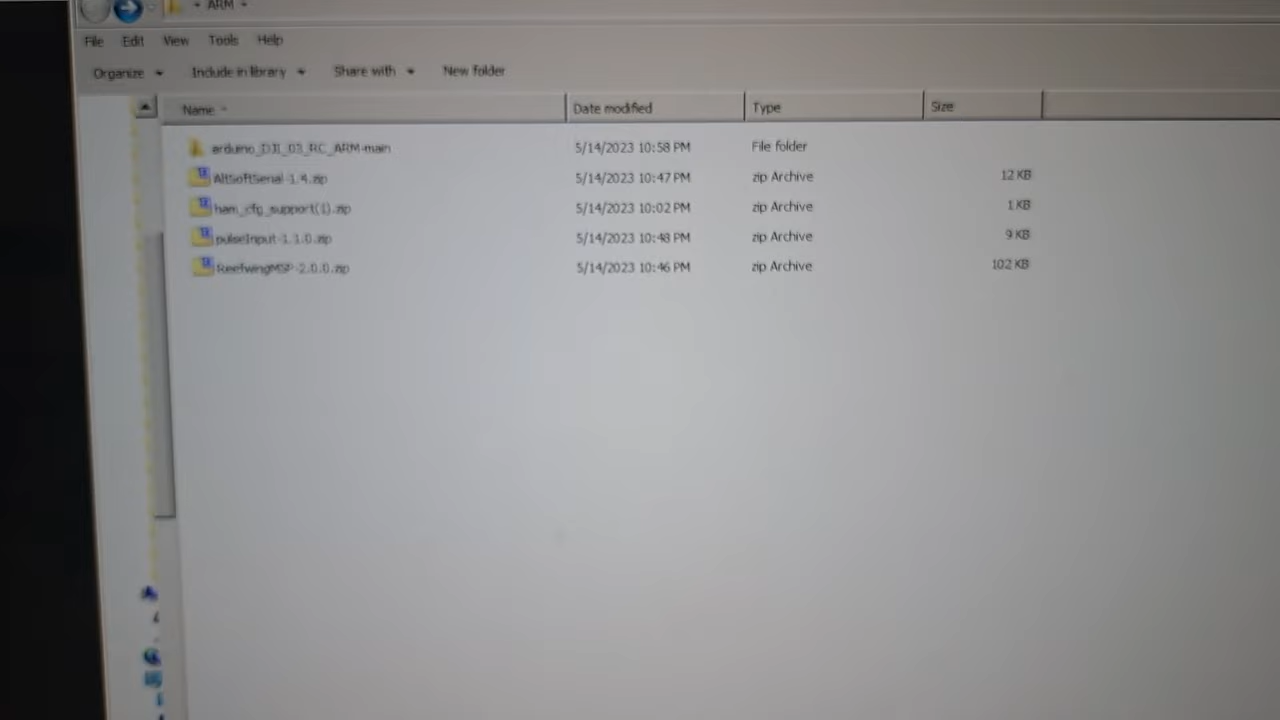 ARM
File Edit View Tools Help
Organize Include in library Share with New folder
Name Date modified Type Size
arduino_DJI_03_RC_ARM-main 5/14/2023 10:58 PM File folder
AltSoftSerial-1.4.zip 5/14/2023 10:47 PM zip Archive 12 KB
ham_cfg_support(1).zip 5/14/2023 10:02 PM zip Archive 1 KB
pulseInput-1.1.0.zip 5/14/2023 10:48 PM zip Archive 9 KB
ReefwingMSP-2.0.0.zip 5/14/2023 10:46 PM zip Archive 102 KB